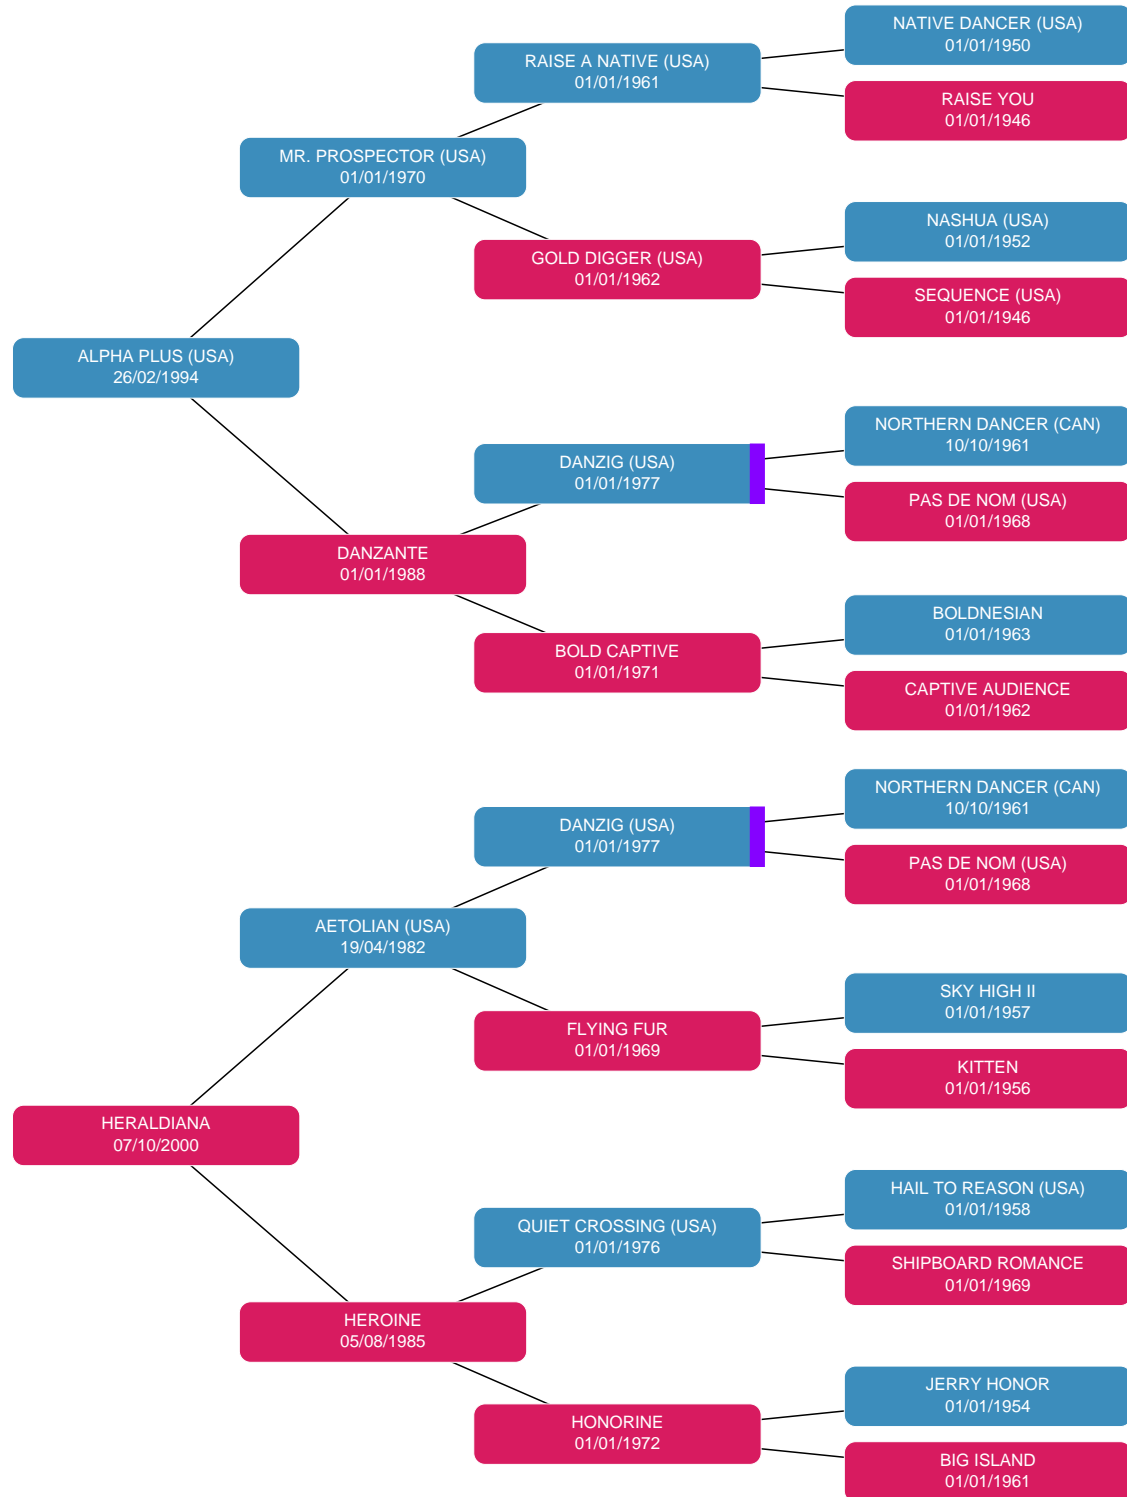 NATIVE DANCER (USA)
01/01/1950
RAISE A NATIVE (USA)
01/01/1961
RAISE YOU
01/01/1946
MR. PROSPECTOR (USA)
01/01/1970
NASHUA (USA)
01/01/1952
GOLD DIGGER (USA)
01/01/1962
SEQUENCE (USA)
01/01/1946
ALPHA PLUS (USA)
26/02/1994
NORTHERN DANCER (CAN)
10/10/1961
DANZIG (USA)
01/01/1977
PAS DE NOM (USA)
01/01/1968
DANZANTE
01/01/1988
BOLDNESIAN
01/01/1963
BOLD CAPTIVE
01/01/1971
CAPTIVE AUDIENCE
01/01/1962
NORTHERN DANCER (CAN)
10/10/1961
DANZIG (USA)
01/01/1977
PAS DE NOM (USA)
01/01/1968
AETOLIAN (USA)
19/04/1982
SKY HIGH II
01/01/1957
FLYING FUR
01/01/1969
KITTEN
01/01/1956
HERALDIANA
07/10/2000
HAIL TO REASON (USA)
01/01/1958
QUIET CROSSING (USA)
01/01/1976
SHIPBOARD ROMANCE
01/01/1969
HEROINE
05/08/1985
JERRY HONOR
01/01/1954
HONORINE
01/01/1972
BIG ISLAND
01/01/1961